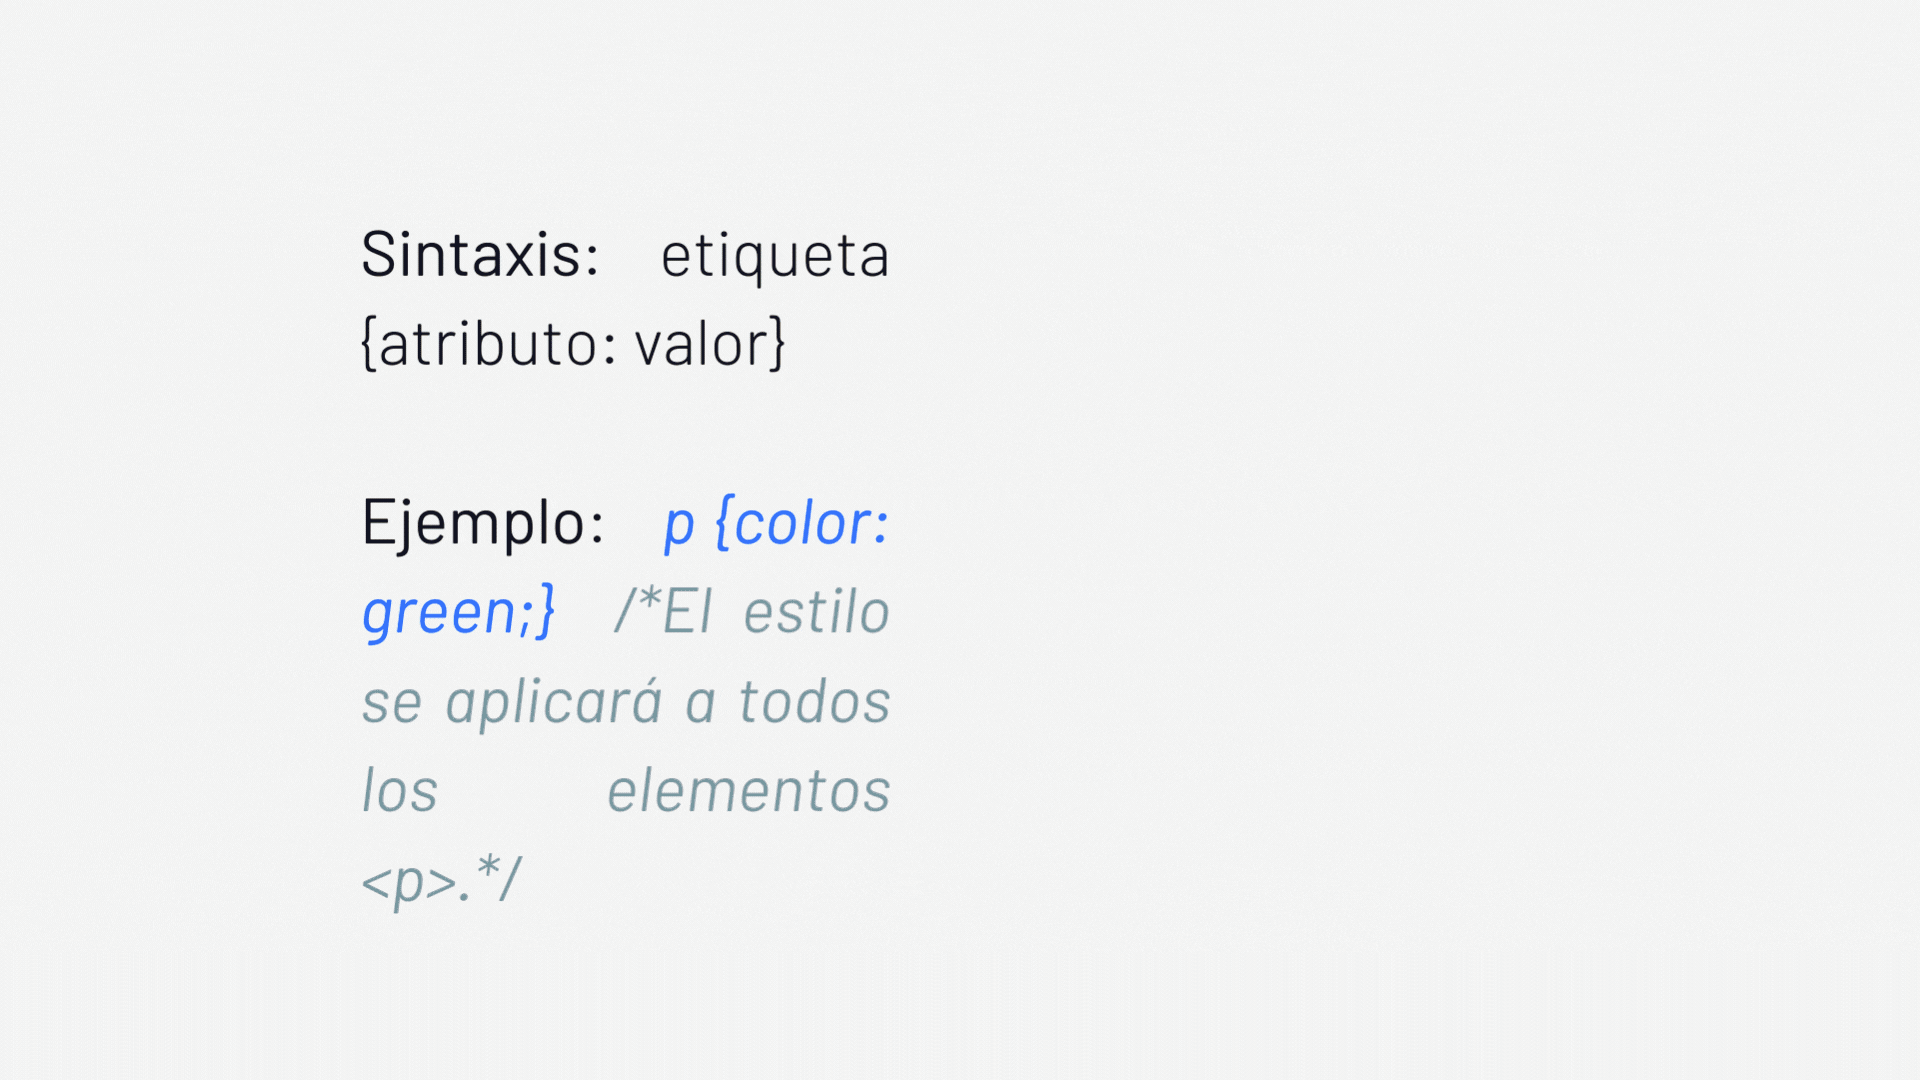 Sintaxis: etiqueta
{atributo: valor}
Ejemplo: p {color:
green;} /*El estilo
se aplicará a todos
los elementos
<p>.*/